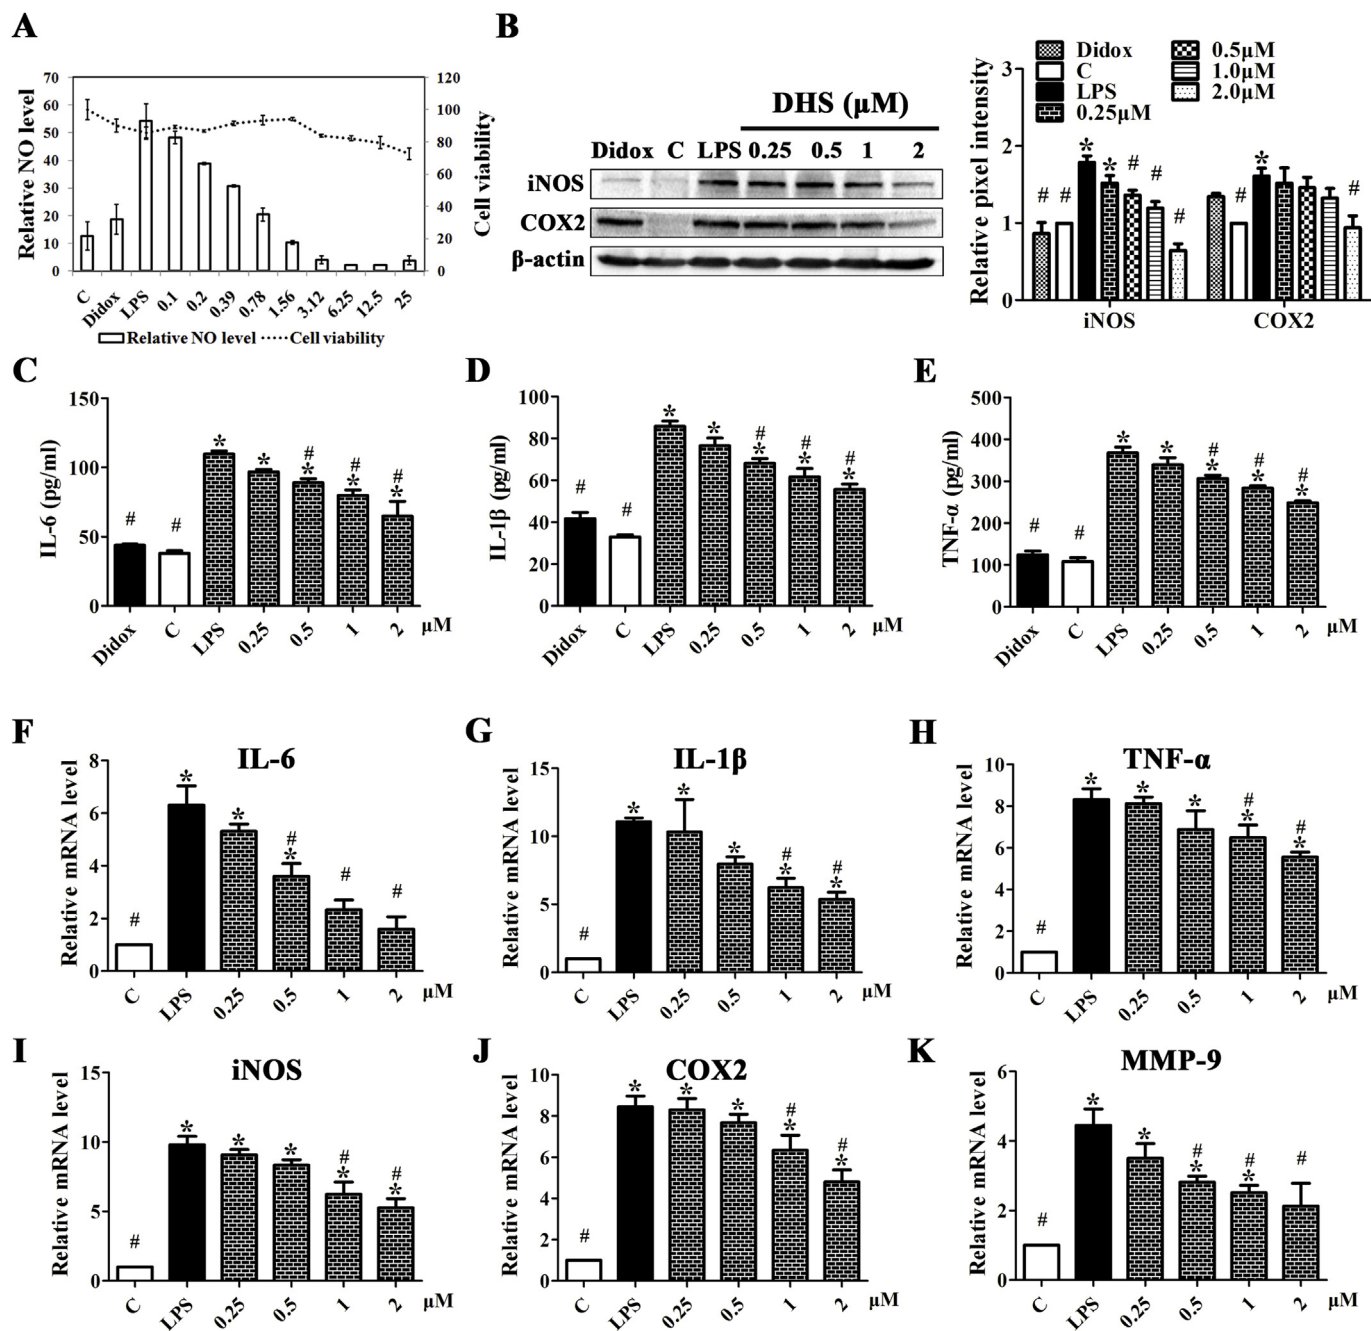 A
70
60
50
40
30
20
10
0
Relative NO level
120
100
80
60
40
20
0
Cell viability
C Didox LPS 0.1 0.2 0.39 0.78 1.56 3.12 6.25 12.5 25
Relative NO level Cell viability
B
DHS (μM)
Didox C LPS 0.25 0.5 1 2
iNOS
COX2
β-actin
Didox
C
LPS
0.25μM
0.5μM
1.0μM
2.0μM
Relative pixel intensity
3
2
1
0
# # * * # # #
# * #
iNOS COX2
C
IL-6 (pg/ml)
150
100
50
0
# # * * #* #* #*
Didox C LPS 0.25 0.5 1 2 μM
D
IL-1β (pg/ml)
100
80
60
40
20
0
# # * * #* #* #*
Didox C LPS 0.25 0.5 1 2 μM
E
TNF-α (pg/ml)
500
400
300
200
100
0
# # * * #* #* #*
Didox C LPS 0.25 0.5 1 2 μM
F
IL-6
Relative mRNA level
8
6
4
2
0
# * * #* # #
C LPS 0.25 0.5 1 2 μM
G
IL-1β
Relative mRNA level
15
10
5
0
# * * * #* #*
C LPS 0.25 0.5 1 2 μM
H
TNF-α
Relative mRNA level
10
8
6
4
2
0
# * * * #* #*
C LPS 0.25 0.5 1 2 μM
I
iNOS
Relative mRNA level
15
10
5
0
# * * * #* #*
C LPS 0.25 0.5 1 2 μM
J
COX2
Relative mRNA level
10
8
6
4
2
0
# * * * #* #*
C LPS 0.25 0.5 1 2 μM
K
MMP-9
Relative mRNA level
6
4
2
0
# * * #* #* #
C LPS 0.25 0.5 1 2 μM